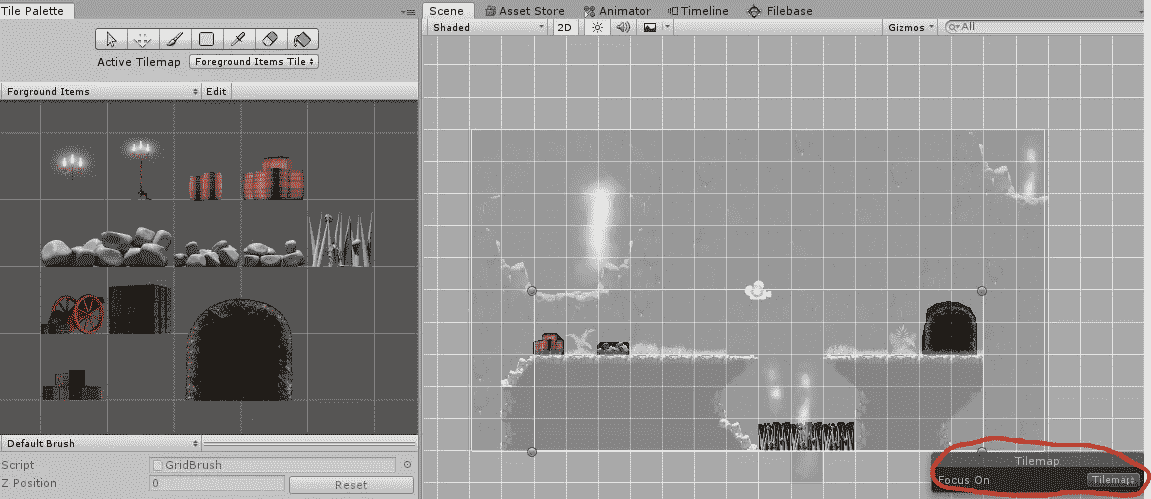 Tile Palette
Active Tilemap Foreground Items Tile
Forground Items Edit
Default Brush
Script GridBrush
Z Position 0 Reset
Scene Asset Store Animator Timeline Filebase
Shaded 2D Gizmos All
Tilemap
Focus On Tilemap